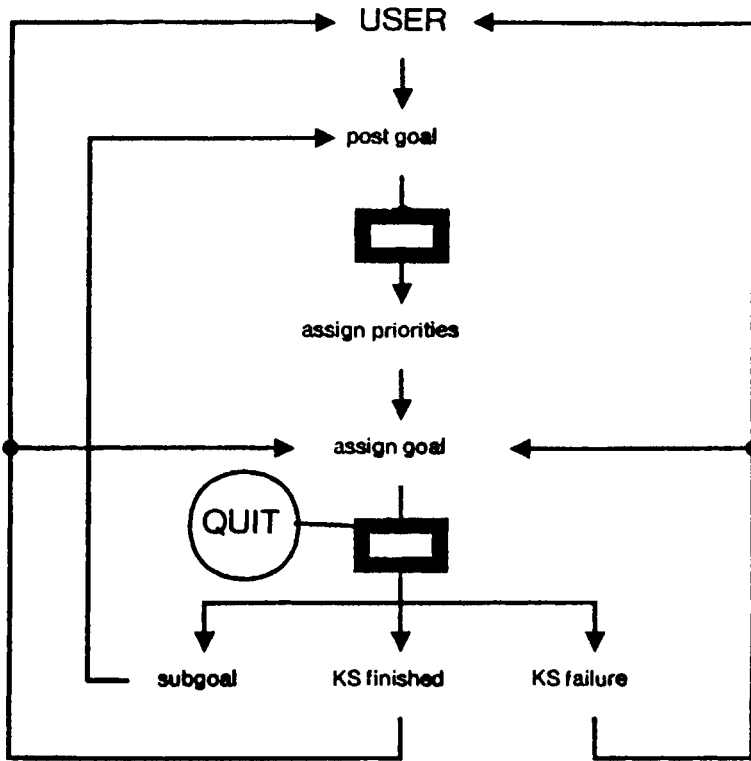 USER
post goal
assign priorities
assign goal
QUIT
subgoal
KS finished
KS failure